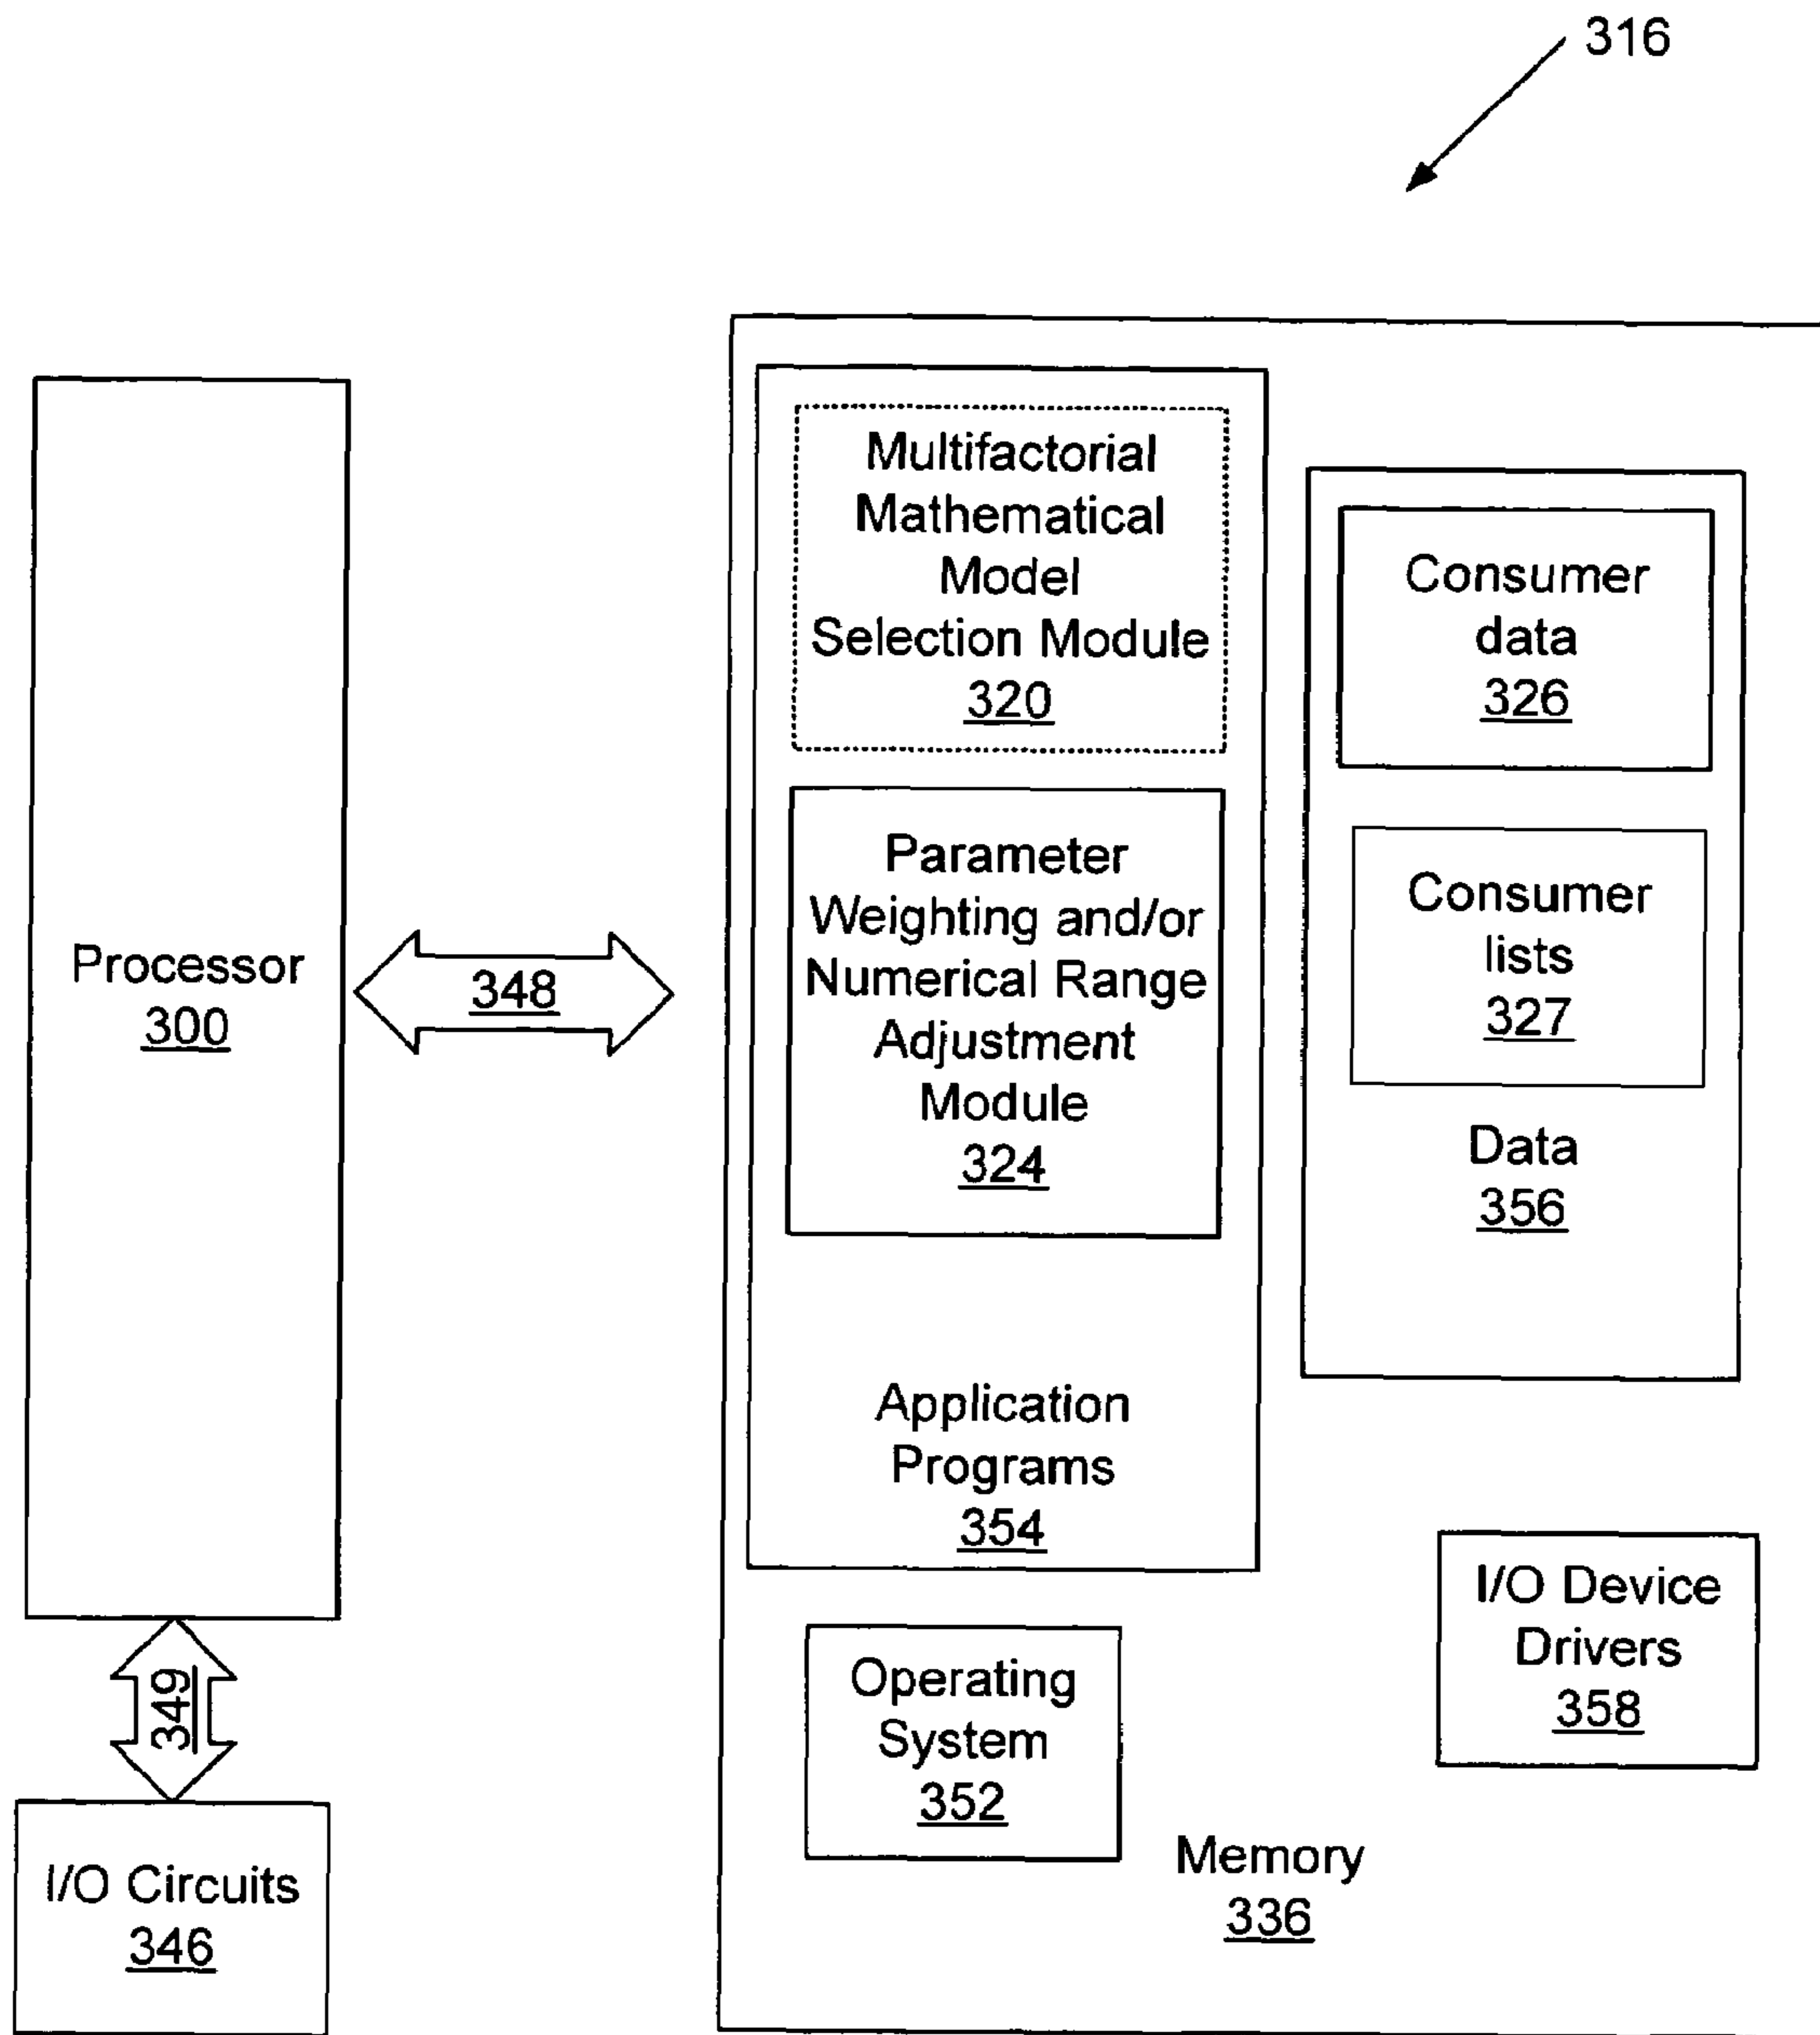 316
Processor
300
348
349
I/O Circuits
346
Multifactorial
Mathematical
Model
Selection Module
320
Parameter
Weighting and/or
Numerical Range
Adjustment
Module
324
Application
Programs
354
Consumer
data
326
Consumer
lists
327
Data
356
I/O Device
Drivers
358
Operating
System
352
Memory
336